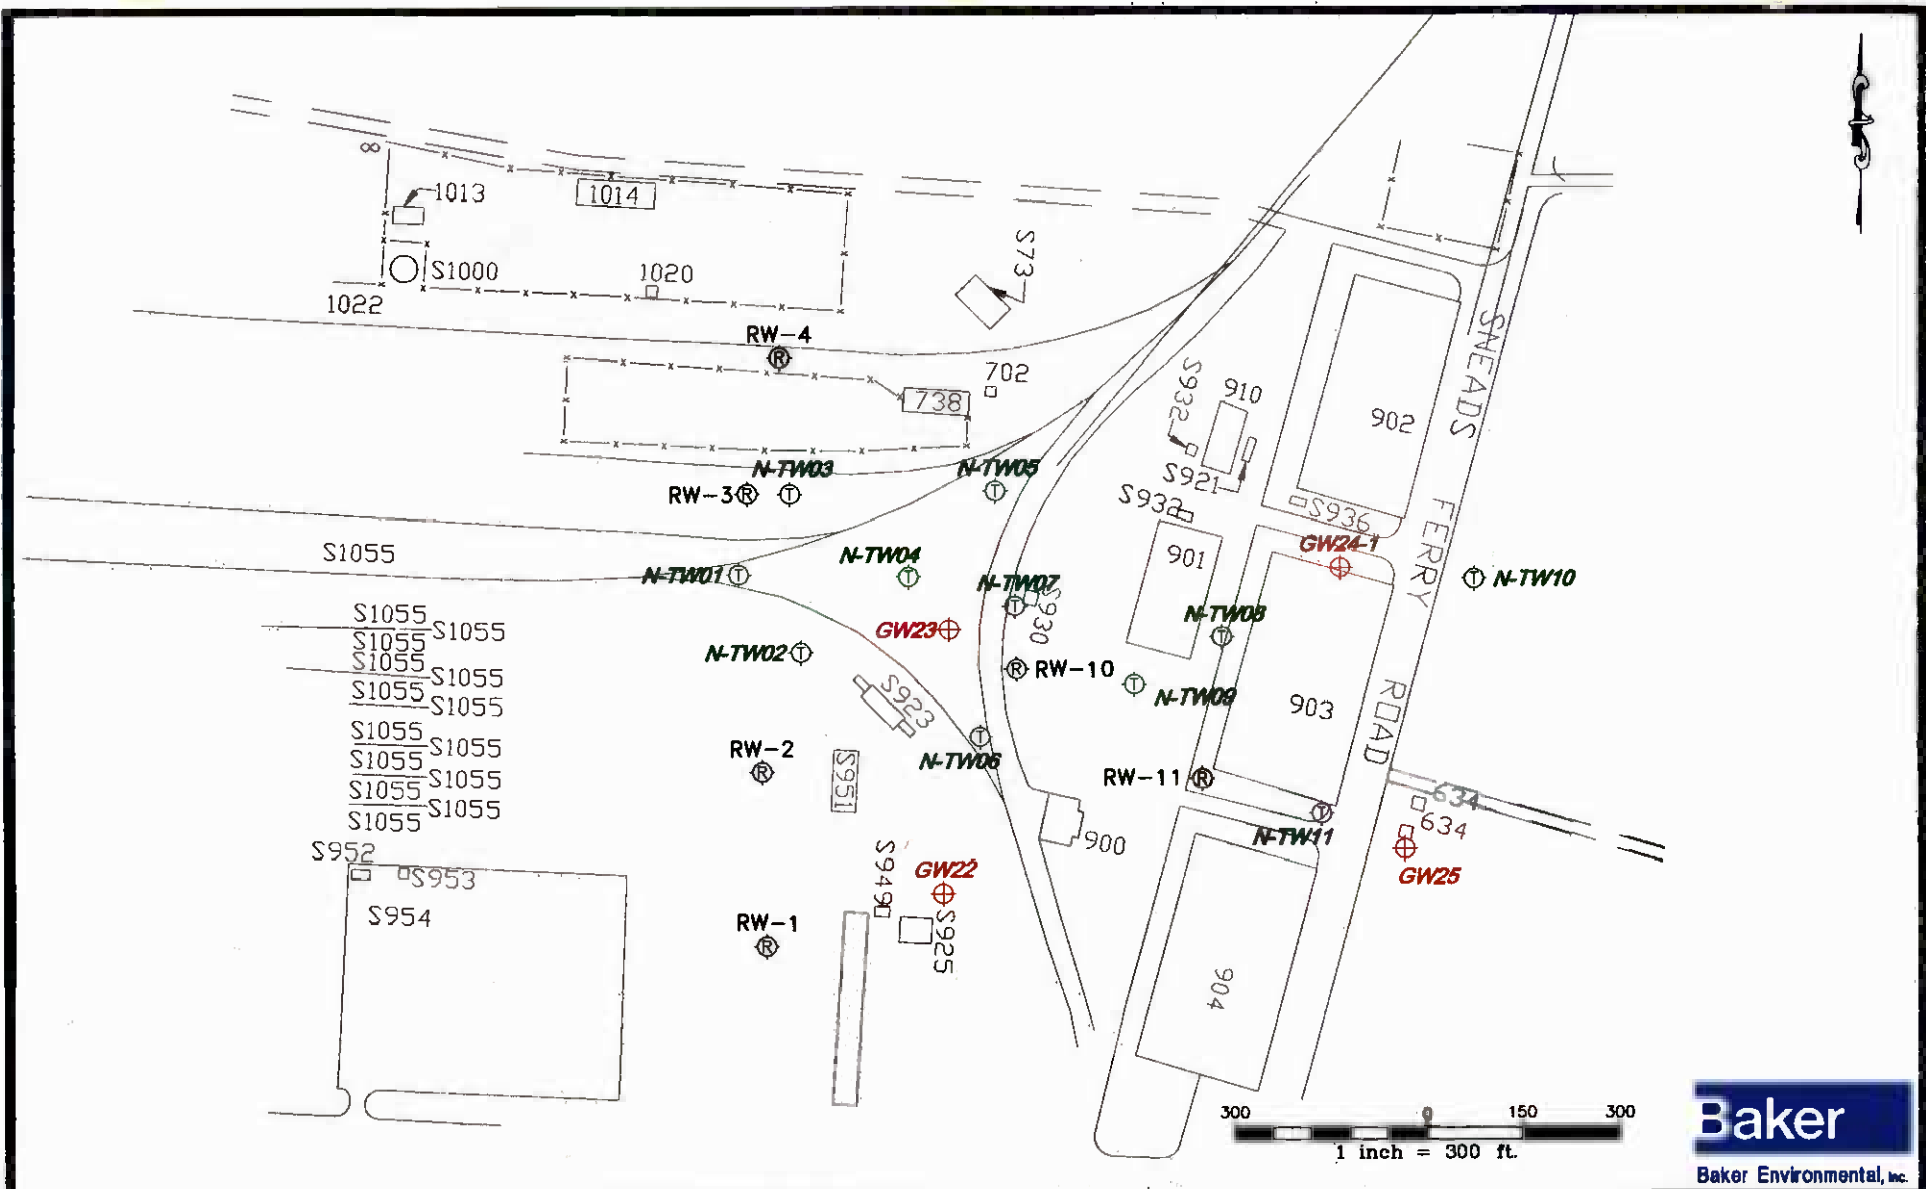 1013
1014
S73
S1000
1020
1022
RW-4
702
738
S932
910
902
SNEADS FERRY ROAD
N-TW03
N-TW05
RW-3
S921
S932
S936
S1055
N-TW04
901
GW24-1
N-TW01
N-TW07
N-TW10
S930
S1055
S1055
S1055
GW23
N-TW08
S1055
S1055
N-TW02
RW-10
S1055
S1055
N-TW09
S923
903
S1055
S1055
RW-2
N-TW06
S1055
S1055
S951
RW-11
S1055
S1055
634
S1055
634
N-TW11
900
S952
S949
GW22
GW25
S953
S954
RW-1
S925
904
300 0 150 300
1 inch = 300 ft.
Baker
Baker Environmental, Inc.